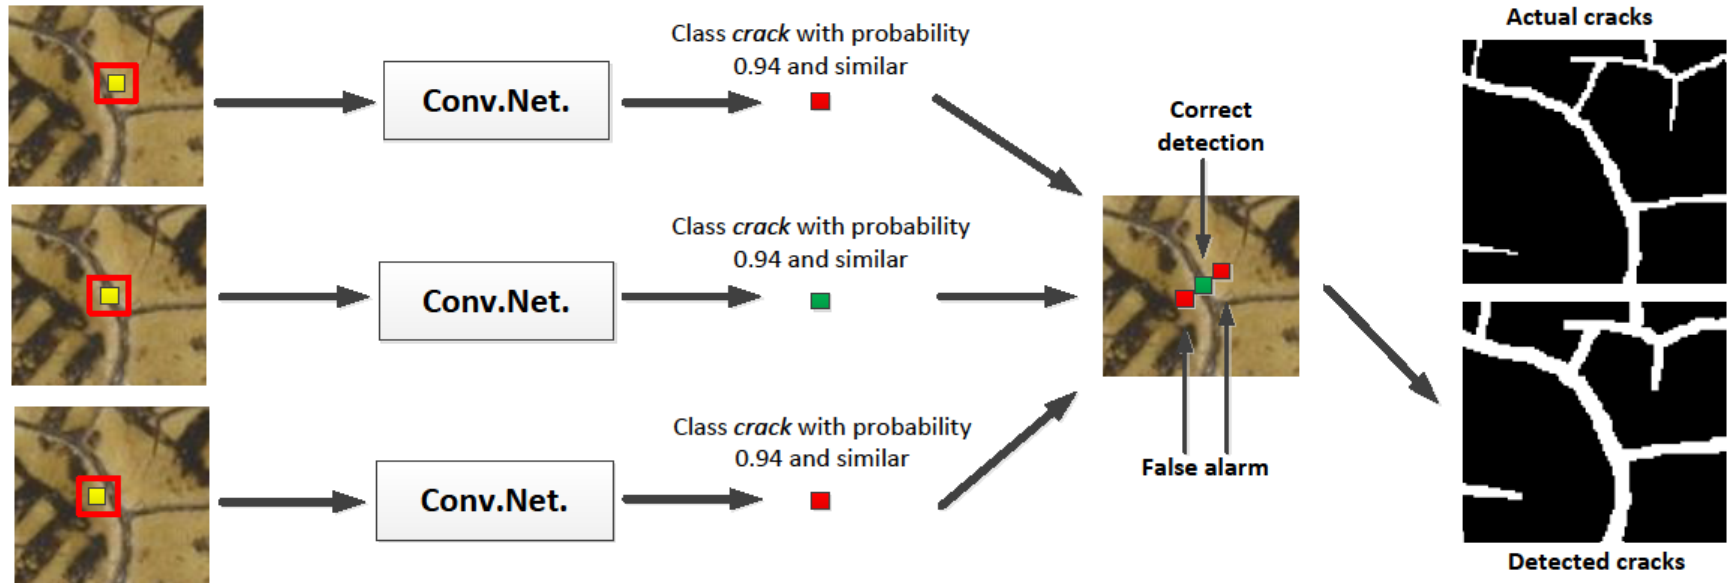 Class crack with probability
0.94 and similar
Conv.Net.
Class crack with probability
0.94 and similar
Conv.Net.
Class crack with probability
0.94 and similar
Conv.Net.
Correct
detection
False alarm
Actual cracks
Detected cracks